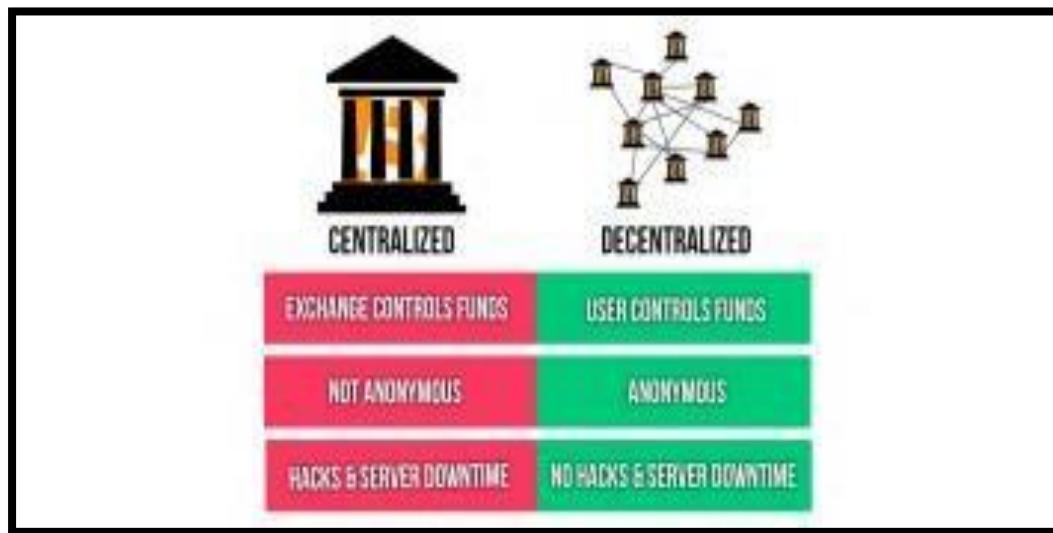 CENTRALIZED
DECENTRALIZED
EXCHANGE CONTROLS FUNDS
USER CONTROLS FUNDS
NOT ANONYMOUS
ANONYMOUS
HACKS & SERVER DOWNTIME
NO HACKS & SERVER DOWNTIME